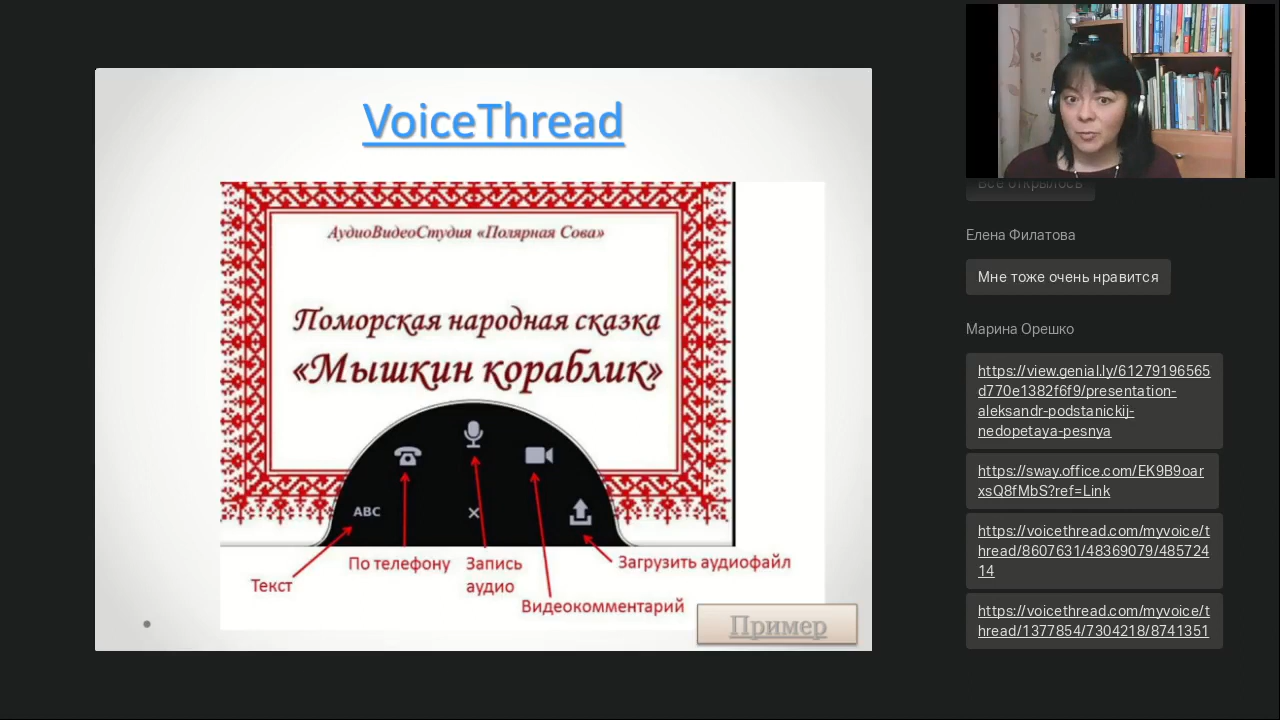 VoiceThread
АудиоВидеоСтудия «Полярная Сова»
Поморская народная сказка
«Мышкин кораблик»
ABC
По телефону
Запись
аудио
Загрузить аудиофайл
Текст
Видеокомментарий
Пример
Все открылось
Елена Филатова
Мне тоже очень нравится
Марина Орешко
https://view.genial.ly/61279196565
d770e1382f6f9/presentation-
aleksandr-podstanickij-
nedopetaya-pesnya
https://sway.office.com/EK9B9oar
xsQ8fMbS?ref=Link
https://voicethread.com/myvoice/t
hread/8607631/48369079/485724
14
https://voicethread.com/myvoice/t
hread/1377854/7304218/8741351